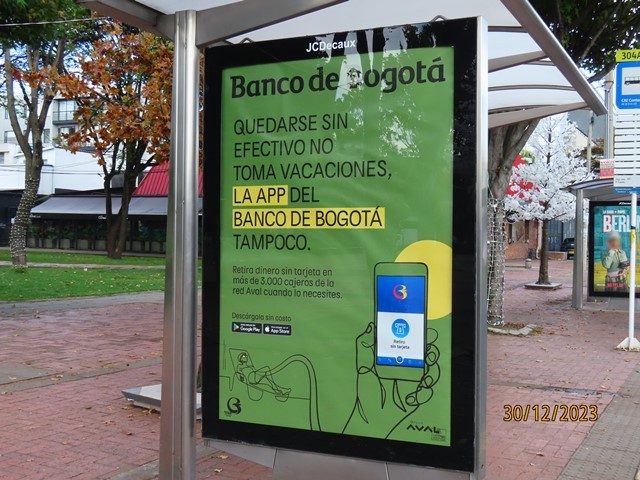 JCDecaux
Banco de Bogotá
QUEDARSE SIN
EFECTIVO NO
TOMA VACACIONES,
LA APP DEL
BANCO DE BOGOTÁ
TAMPOCO.
Retira dinero sin tarjeta en
más de 3.000 cajeros de la
red Aval cuando lo necesites.
Descárgala sin costo
Google Play
App Store
Retiro
sin tarjeta
AVAL
304A
BERL
30/12/2023